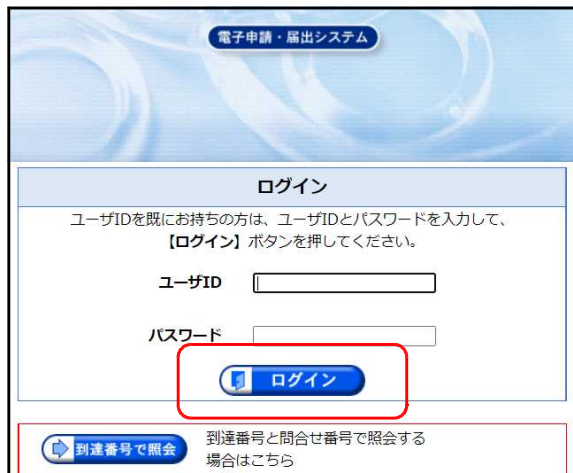 電子申請・届出システム
ログイン
ユーザIDを既にお持ちの方は、ユーザIDとパスワードを入力して、
【ログイン】ボタンを押してください。
ユーザID
パスワード
ログイン
到達番号で照会
到達番号と問合せ番号で照会する
場合はこちら